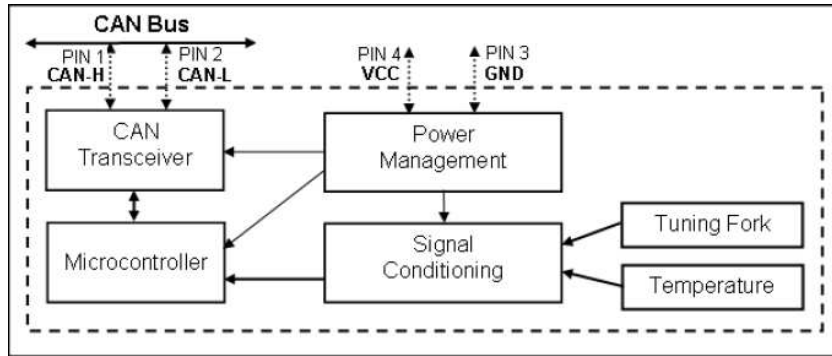 CAN Bus
PIN 1
CAN-H
PIN 2
CAN-L
PIN 4
VCC
PIN 3
GND
CAN
Transceiver
Power
Management
Microcontroller
Signal
Conditioning
Tuning Fork
Temperature